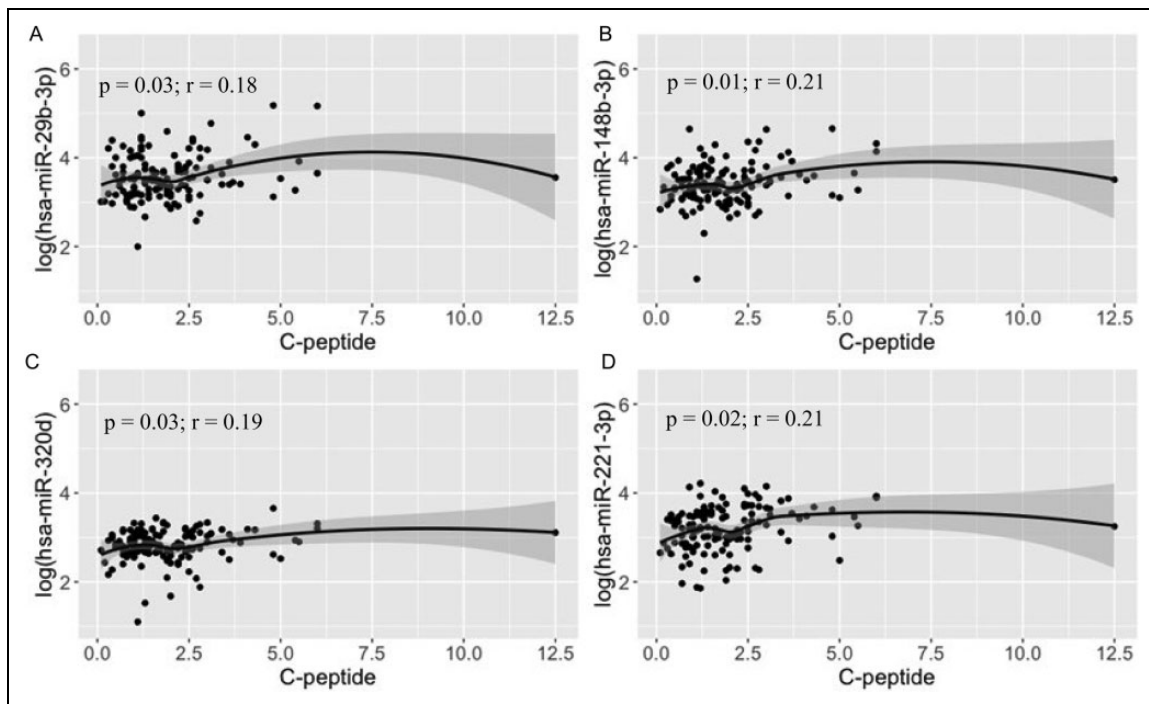 A
p = 0.03; r = 0.18
log(hsa-miR-29b-3p)
6
4
2
0.0 2.5 5.0 7.5 10.0 12.5
C-peptide
B
p = 0.01; r = 0.21
log(hsa-miR-148b-3p)
6
4
2
0.0 2.5 5.0 7.5 10.0 12.5
C-peptide
C
p = 0.03; r = 0.19
log(hsa-miR-320d)
6
4
2
0.0 2.5 5.0 7.5 10.0 12.5
C-peptide
D
p = 0.02; r = 0.21
log(hsa-miR-221-3p)
6
4
2
0.0 2.5 5.0 7.5 10.0 12.5
C-peptide